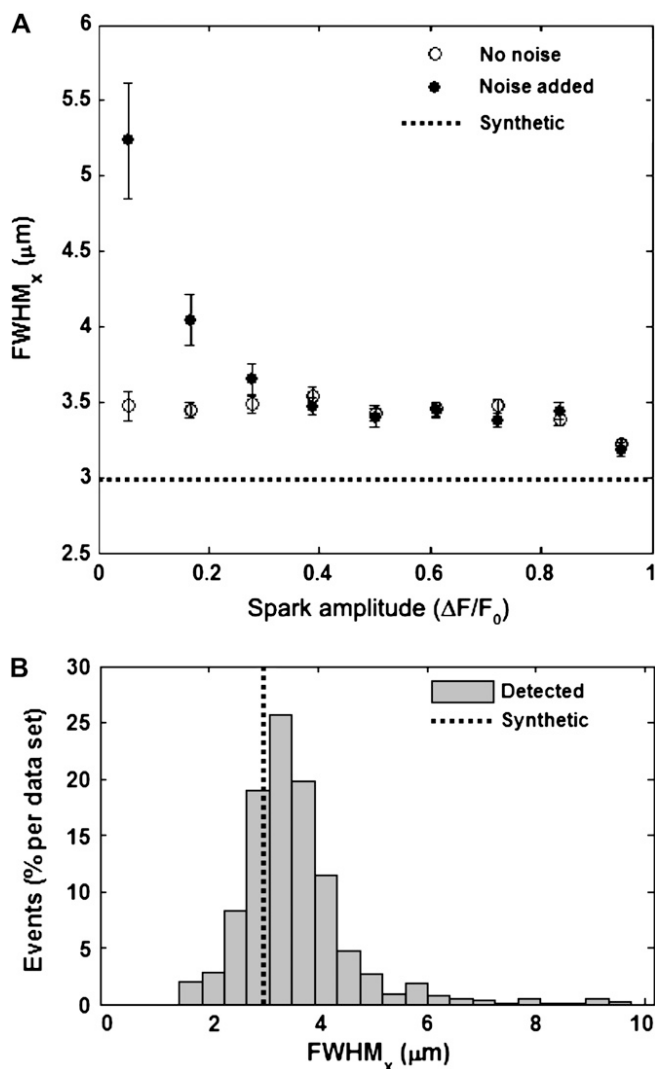 A
6
5.5
5
4.5
4
3.5
3
2.5
FWHMₓ (μm)
No noise
Noise added
Synthetic
0 0.2 0.4 0.6 0.8 1
Spark amplitude (ΔF/F₀)
B
30
25
20
15
10
5
0
Events (% per data set)
Detected
Synthetic
2 4 6 8 10
FWHMₓ (μm)